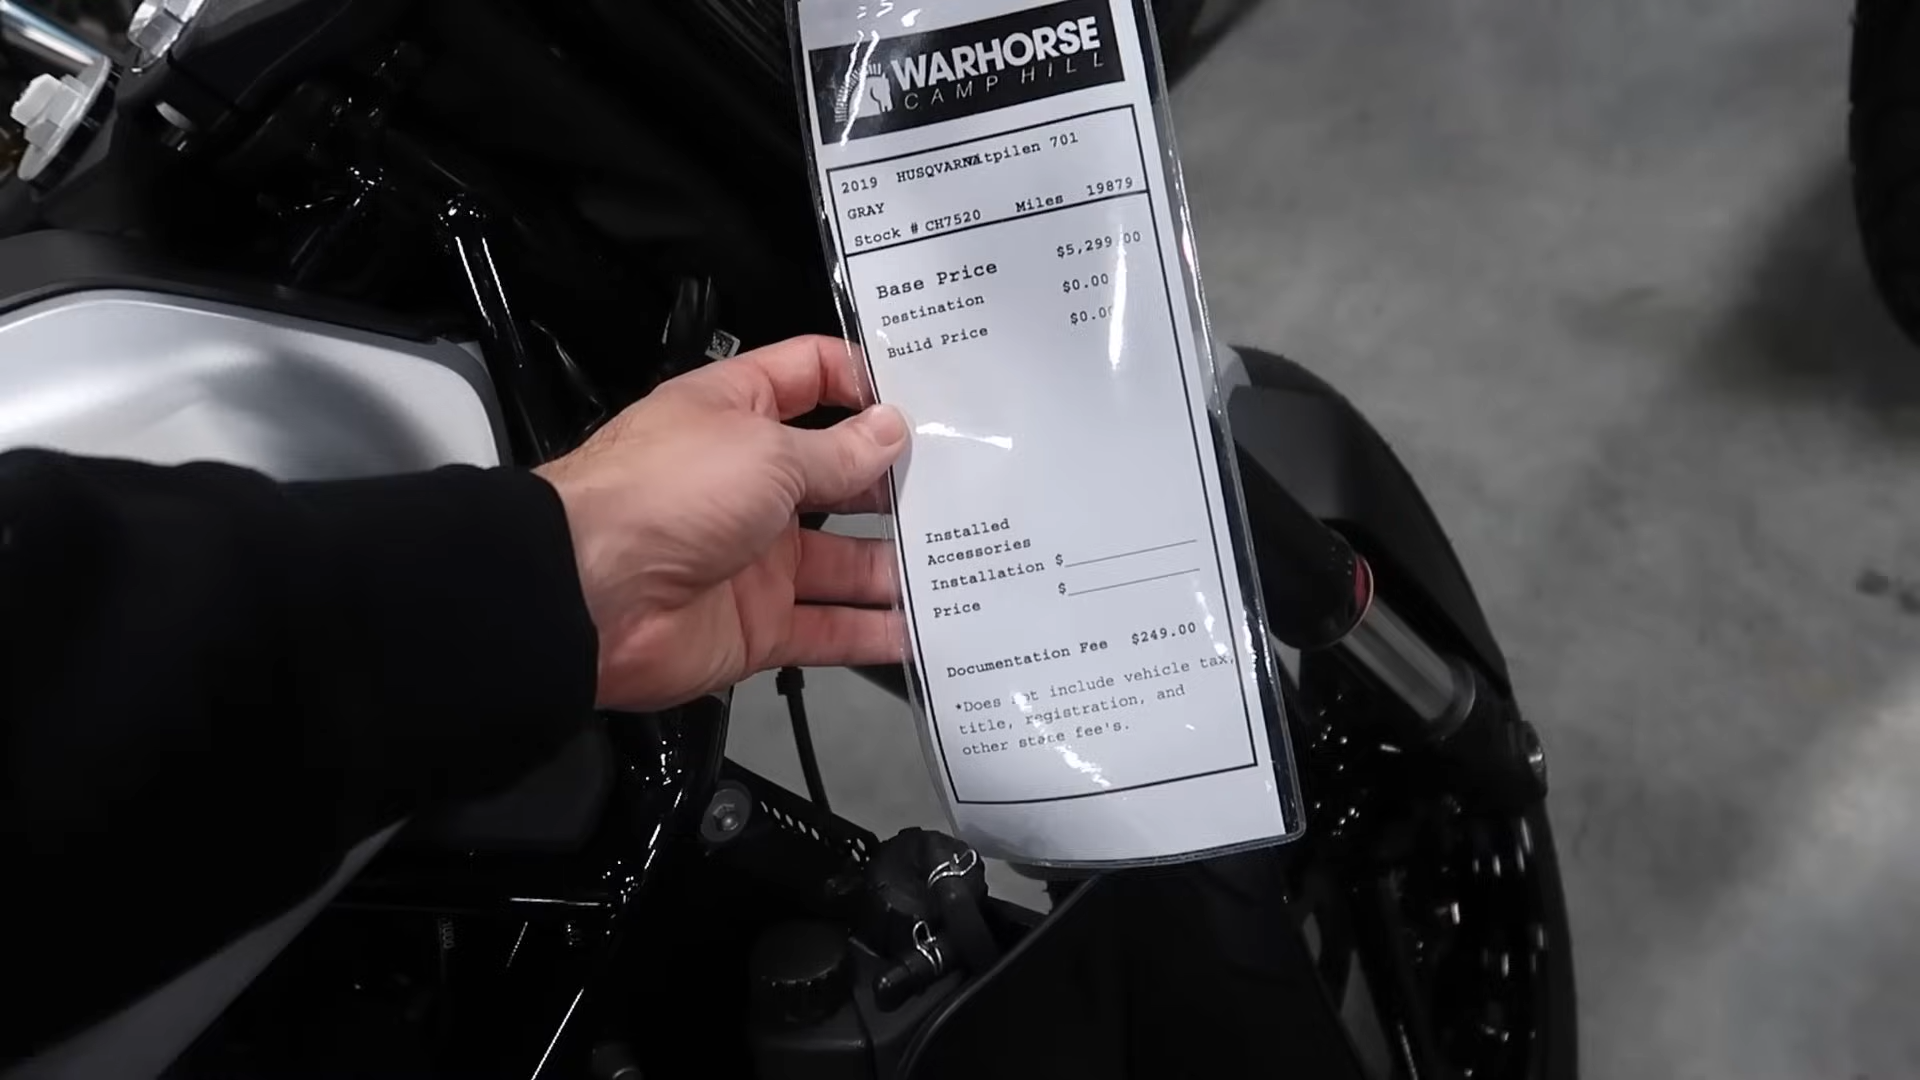 WARHORSE
CAMP HILL
2019 HUSQVARNA Vitpilen 701
GRAY
Stock # CH7520 Miles 19879
Base Price $5,299.00
Destination $0.00
Build Price $0.00
Installed
Accessories
Installation $
Price $
Documentation Fee $249.00
*Does not include vehicle tax,
title, registration, and
other state fee's.